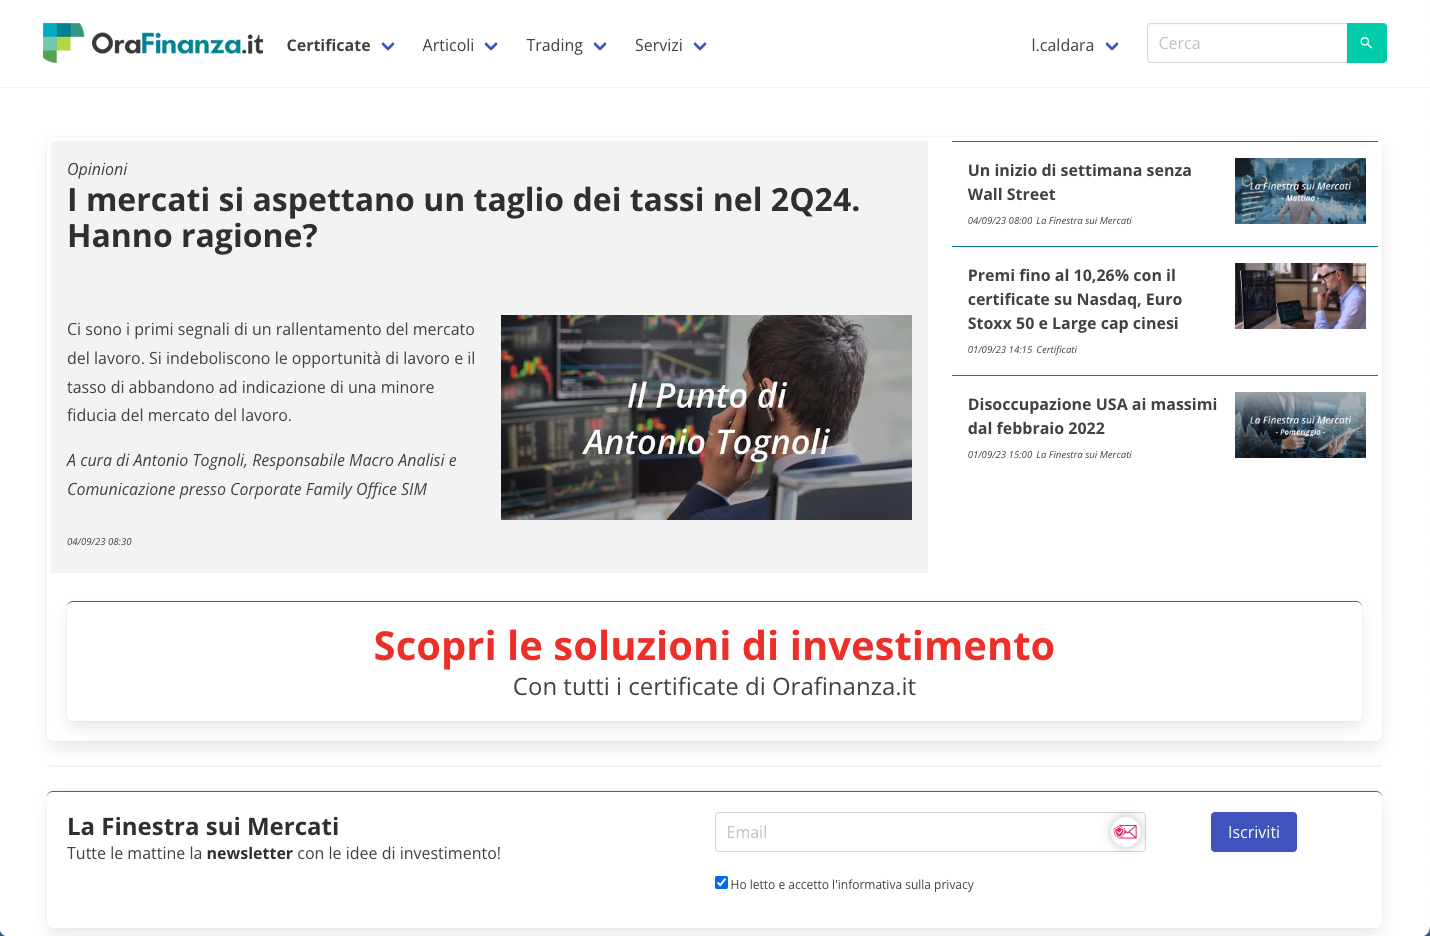 OraFinanza.it
Certificate
Articoli
Trading
Servizi
l.caldara
Cerca
Opinioni
I mercati si aspettano un taglio dei tassi nel 2Q24.
Hanno ragione?
Ci sono i primi segnali di un rallentamento del mercato
del lavoro. Si indeboliscono le opportunità di lavoro e il
tasso di abbandono ad indicazione di una minore
fiducia del mercato del lavoro.
A cura di Antonio Tognoli, Responsabile Macro Analisi e
Comunicazione presso Corporate Family Office SIM
04/09/23 08:30
Il Punto di
Antonio Tognoli
Un inizio di settimana senza
Wall Street
04/09/23 08:00 La Finestra sui Mercati
La Finestra sui Mercati
- Mattina -
Premi fino al 10,26% con il
certificate su Nasdaq, Euro
Stoxx 50 e Large cap cinesi
01/09/23 14:15 Certificati
Disoccupazione USA ai massimi
dal febbraio 2022
01/09/23 15:00 La Finestra sui Mercati
La Finestra sui Mercati
- Pomeriggio -
Scopri le soluzioni di investimento
Con tutti i certificate di Orafinanza.it
La Finestra sui Mercati
Tutte le mattine la newsletter con le idee di investimento!
Email
Iscriviti
Ho letto e accetto l'informativa sulla privacy